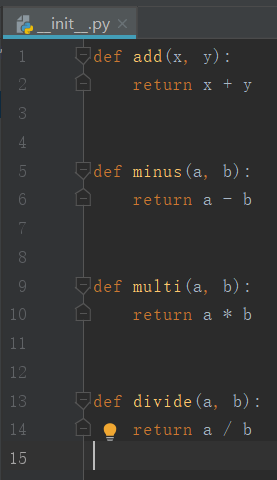 __init__.py
1 def add(x, y):
2     return x + y
3
4
5 def minus(a, b):
6     return a - b
7
8
9 def multi(a, b):
10     return a * b
11
12
13 def divide(a, b):
14     return a / b
15